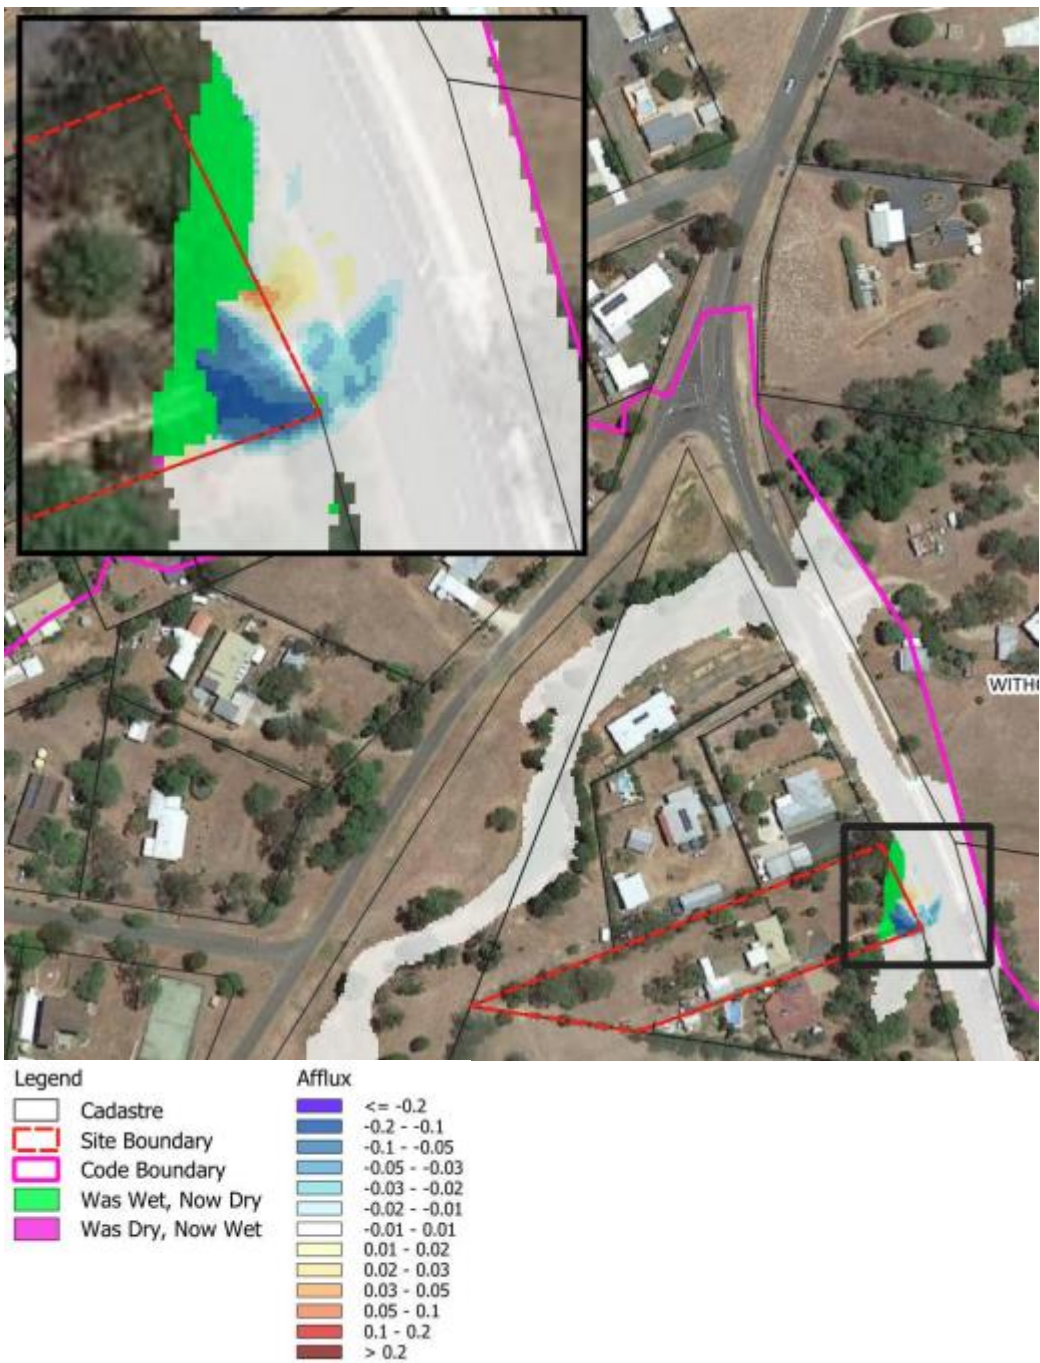 WITHC
Legend
Cadastre
Site Boundary
Code Boundary
Was Wet, Now Dry
Was Dry, Now Wet
Afflux
<= -0.2
-0.2 - -0.1
-0.1 - -0.05
-0.05 - -0.03
-0.03 - -0.02
-0.02 - -0.01
-0.01 - 0.01
0.01 - 0.02
0.02 - 0.03
0.03 - 0.05
0.05 - 0.1
0.1 - 0.2
> 0.2